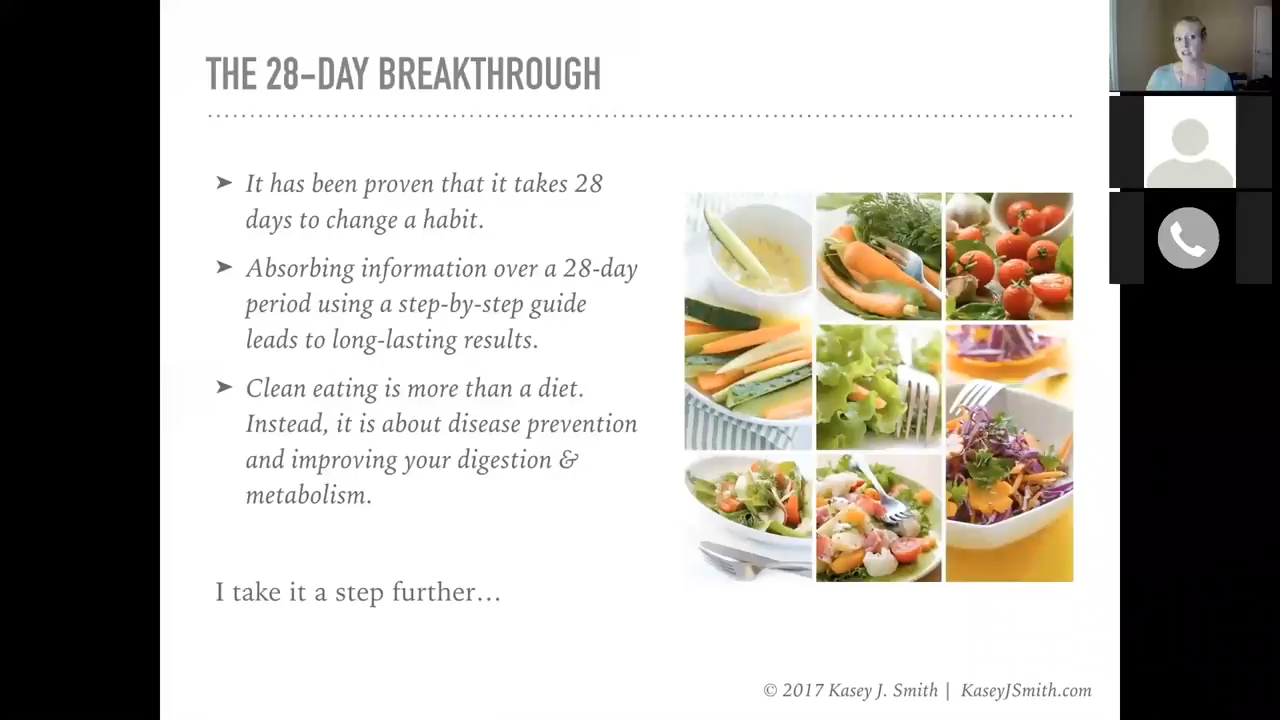 THE 28-DAY BREAKTHROUGH
➤ It has been proven that it takes 28
days to change a habit.
➤ Absorbing information over a 28-day
period using a step-by-step guide
leads to long-lasting results.
➤ Clean eating is more than a diet.
Instead, it is about disease prevention
and improving your digestion &
metabolism.
I take it a step further…
© 2017 Kasey J. Smith | KaseyJSmith.com